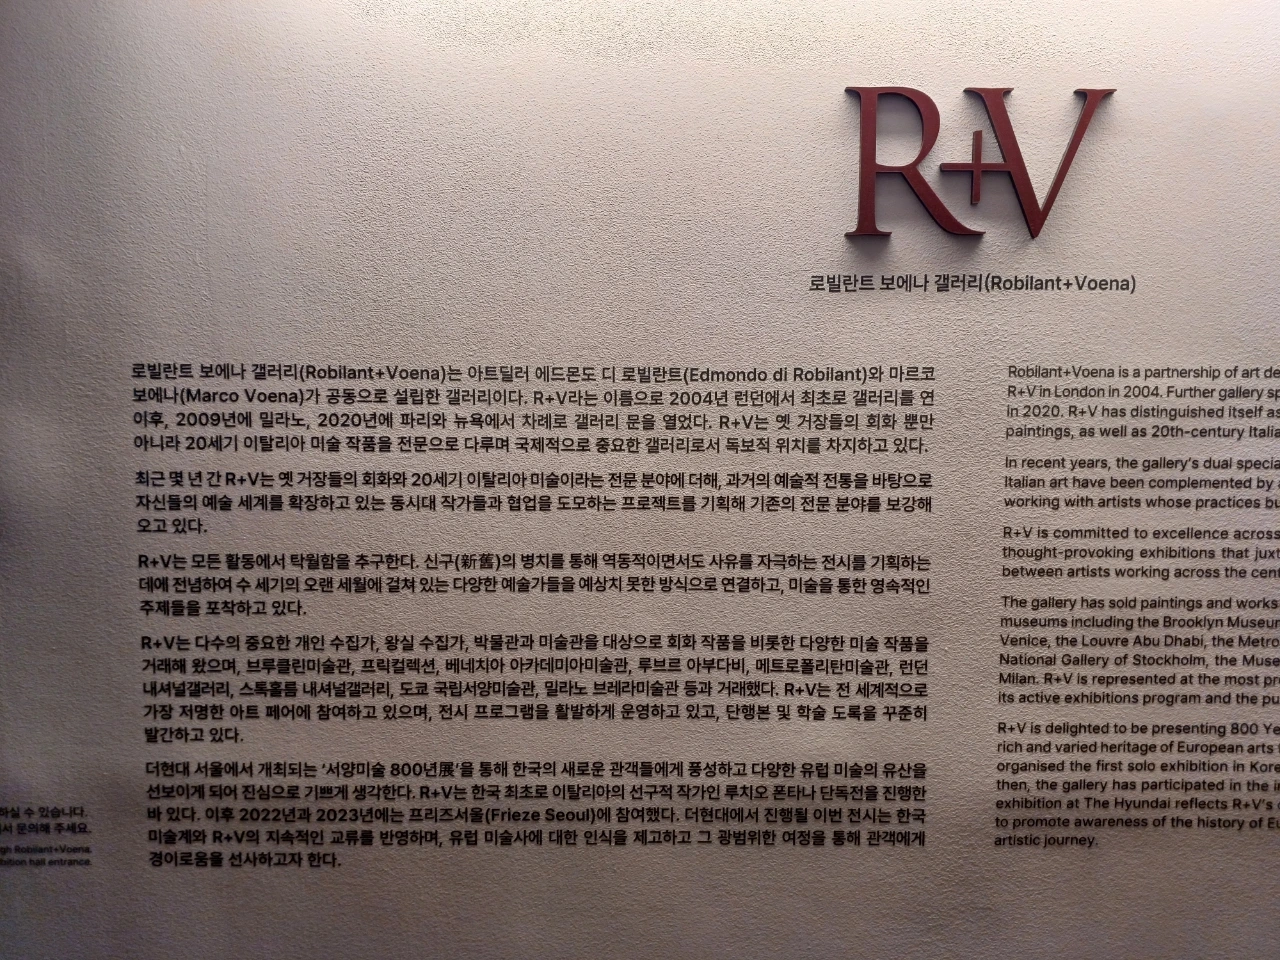 R+V
로빌란트 보에나 갤러리(Robilant+Voena)
로빌란트 보에나 갤러리(Robilant+Voena)는 아트딜러 에드몬도 디 로빌란트(Edmondo di Robilant)와 마르코
보에나(Marco Voena)가 공동으로 설립한 갤러리이다. R+V라는 이름으로 2004년 런던에서 최초로 갤러리를 연
이후, 2009년에 밀라노, 2020년에 파리와 뉴욕에서 차례로 갤러리 문을 열었다. R+V는 옛 거장들의 회화 뿐만
아니라 20세기 이탈리아 미술 작품을 전문으로 다루며 국제적으로 중요한 갤러리로서 독보적 위치를 차지하고 있다.
최근 몇 년 간 R+V는 옛 거장들의 회화와 20세기 이탈리아 미술이라는 전문 분야에 더해, 과거의 예술적 전통을 바탕으로
자신들의 예술 세계를 확장하고 있는 동시대 작가들과 협업을 도모하는 프로젝트를 기획해 기존의 전문 분야를 보강해
오고 있다.
R+V는 모든 활동에서 탁월함을 추구한다. 신구(新舊)의 병치를 통해 역동적이면서도 사유를 자극하는 전시를 기획하는
데에 전념하여 수 세기의 오랜 세월에 걸쳐 있는 다양한 예술가들을 예상치 못한 방식으로 연결하고, 미술을 통한 영속적인
주제들을 포착하고 있다.
R+V는 다수의 중요한 개인 수집가, 왕실 수집가, 박물관과 미술관을 대상으로 회화 작품을 비롯한 다양한 미술 작품을
거래해 왔으며, 브루클린미술관, 프릭컬렉션, 베네치아 아카데미아미술관, 루브르 아부다비, 메트로폴리탄미술관, 런던
내셔널갤러리, 스톡홀름 내셔널갤러리, 도쿄 국립서양미술관, 밀라노 브레라미술관 등과 거래했다. R+V는 전 세계적으로
가장 저명한 아트 페어에 참여하고 있으며, 전시 프로그램을 활발하게 운영하고 있고, 단행본 및 학술 도록을 꾸준히
발간하고 있다.
더현대 서울에서 개최되는 ‘서양미술 800년展’을 통해 한국의 새로운 관객들에게 풍성하고 다양한 유럽 미술의 유산을
선보이게 되어 진심으로 기쁘게 생각한다. R+V는 한국 최초로 이탈리아의 선구적 작가인 루치오 폰타나 단독전을 진행한
바 있다. 이후 2022년과 2023년에는 프리즈서울(Frieze Seoul)에 참여했다. 더현대에서 진행될 이번 전시는 한국
미술계와 R+V의 지속적인 교류를 반영하며, 유럽 미술사에 대한 인식을 제고하고 그 광범위한 여정을 통해 관객에게
경이로움을 선사하고자 한다.
Robilant+Voena is a partnership of art de
R+V in London in 2004. Further gallery sp
in 2020. R+V has distinguished itself as
paintings, as well as 20th-century Italia
In recent years, the gallery's dual specia
Italian art have been complemented by
working with artists whose practices bu
R+V is committed to excellence across
thought-provoking exhibitions that juxt
between artists working across the cent
The gallery has sold paintings and works
museums including the Brooklyn Museum
Venice, the Louvre Abu Dhabi, the Metro
National Gallery of Stockholm, the Muse
Milan. R+V is represented at the most pr
its active exhibitions program and the pu
R+V is delighted to be presenting 800 Ye
rich and varied heritage of European arts
organised the first solo exhibition in Kore
then, the gallery has participated in the i
exhibition at The Hyundai reflects R+V's
to promote awareness of the history of Eu
artistic journey.
하실 수 있습니다.
서 문의해 주세요.
gh Robilant+Voena.
bition hall entrance.